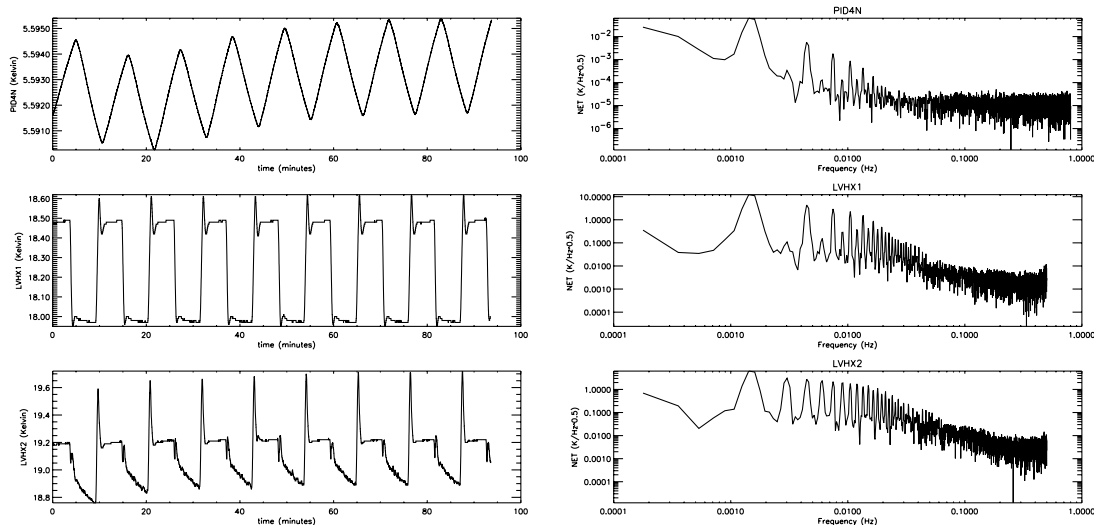 PID4N
5.5950
5.5940
5.5930
5.5920
5.5910
PID4N (Kelvin)
0 20 40 60 80 100
time (minutes)
10⁻²
10⁻³
10⁻⁴
10⁻⁵
10⁻⁶
NET (K/Hz^0.5)
0.0001 0.0010 0.0100 0.1000 1.0000
Frequency (Hz)
LVHX1
18.50
18.40
18.30
18.20
18.10
18.00
LVHX1 (Kelvin)
0 20 40 60 80 100
time (minutes)
10.0000
1.0000
0.1000
0.0100
0.0010
0.0001
NET (K/Hz^0.5)
0.0001 0.0010 0.0100 0.1000 1.0000
Frequency (Hz)
LVHX2
19.6
19.4
19.2
19.0
18.8
LVHX2 (Kelvin)
0 20 40 60 80 100
time (minutes)
1.0000
0.1000
0.0100
0.0010
0.0001
NET (K/Hz^0.5)
0.0001 0.0010 0.0100 0.1000 1.0000
Frequency (Hz)